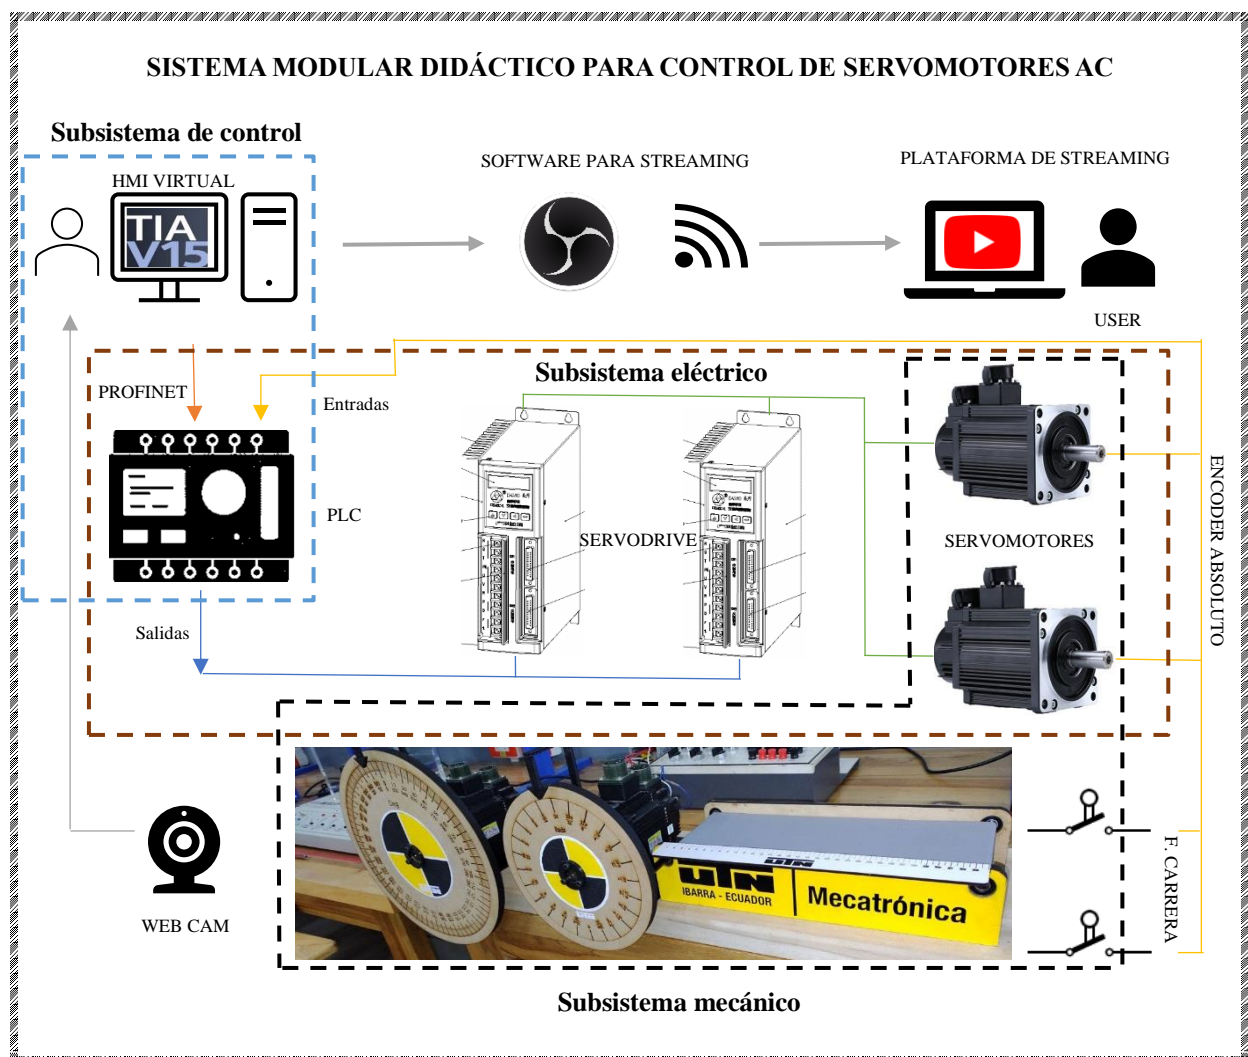 SISTEMA MODULAR DIDÁCTICO PARA CONTROL DE SERVOMOTORES AC
Subsistema de control
HMI VIRTUAL
TIA
V15
SOFTWARE PARA STREAMING
PLATAFORMA DE STREAMING
USER
PROFINET
Entradas
Subsistema eléctrico
PLC
SERVODRIVE
SERVOMOTORES
ENCODER ABSOLUTO
Salidas
WEB CAM
UTN
UTN
IBARRA - ECUADOR
Mecatrónica
F. CARRERA
Subsistema mecánico